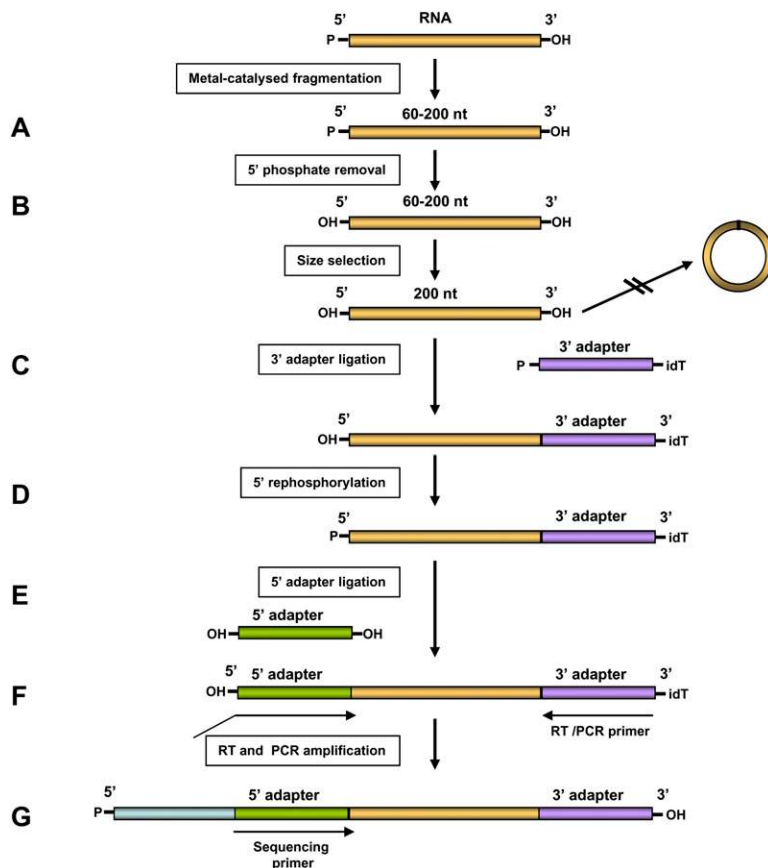 5’ RNA 3’
P OH
Metal-catalysed fragmentation
5’ 60-200 nt 3’
A P OH
5’ phosphate removal
B
5’ 60-200 nt 3’
OH OH
Size selection
5’ 200 nt 3’
OH OH
C 3’ adapter ligation
3’ adapter
P idT
5’ 3’ adapter 3’
OH idT
D 5’ rephosphorylation
5’ 3’ adapter 3’
P idT
E 5’ adapter ligation
5’ adapter
OH OH
5’ 5’ adapter 3’ adapter 3’
F OH idT
RT /PCR primer
RT and PCR amplification
5’ 5’ adapter 3’ adapter 3’
G P OH
Sequencing
primer